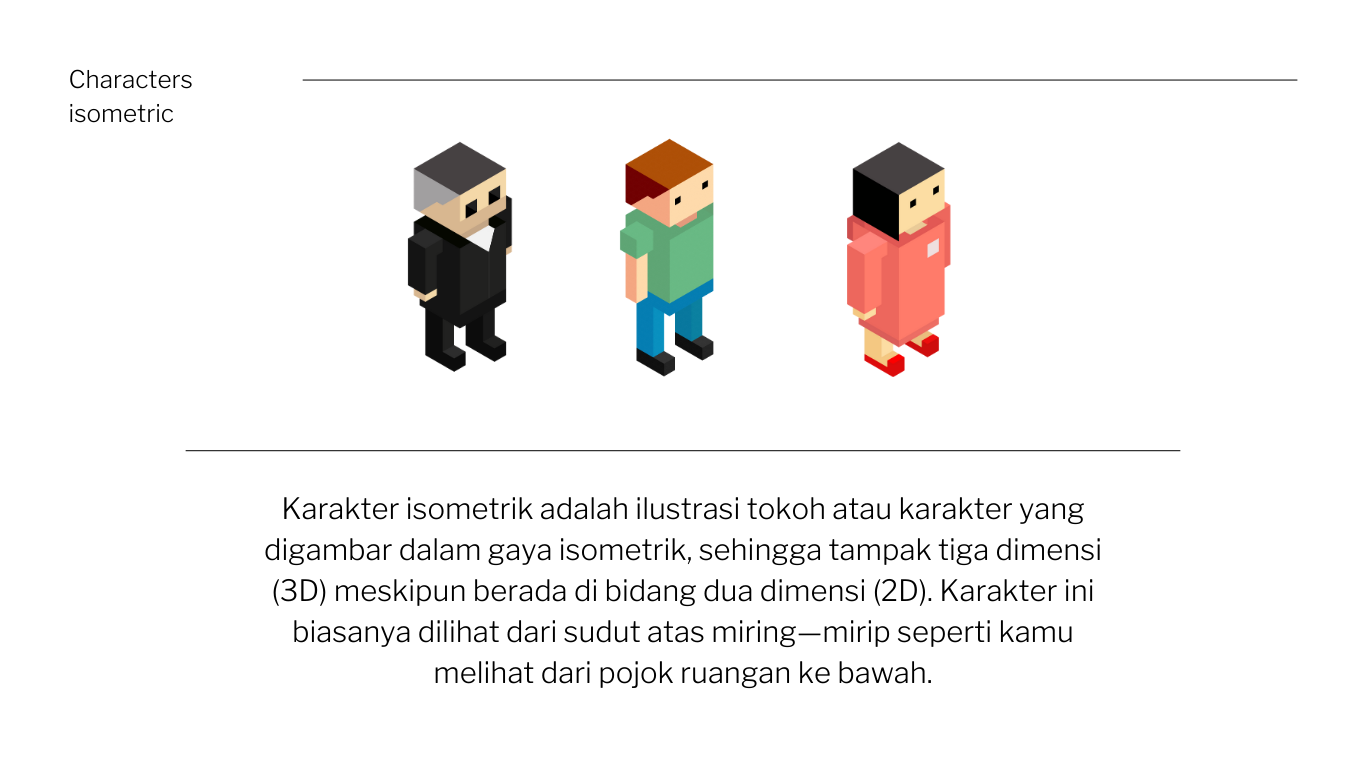 Characters
isometric
Karakter isometrik adalah ilustrasi tokoh atau karakter yang
digambar dalam gaya isometrik, sehingga tampak tiga dimensi
(3D) meskipun berada di bidang dua dimensi (2D). Karakter ini
biasanya dilihat dari sudut atas miring—mirip seperti kamu
melihat dari pojok ruangan ke bawah.